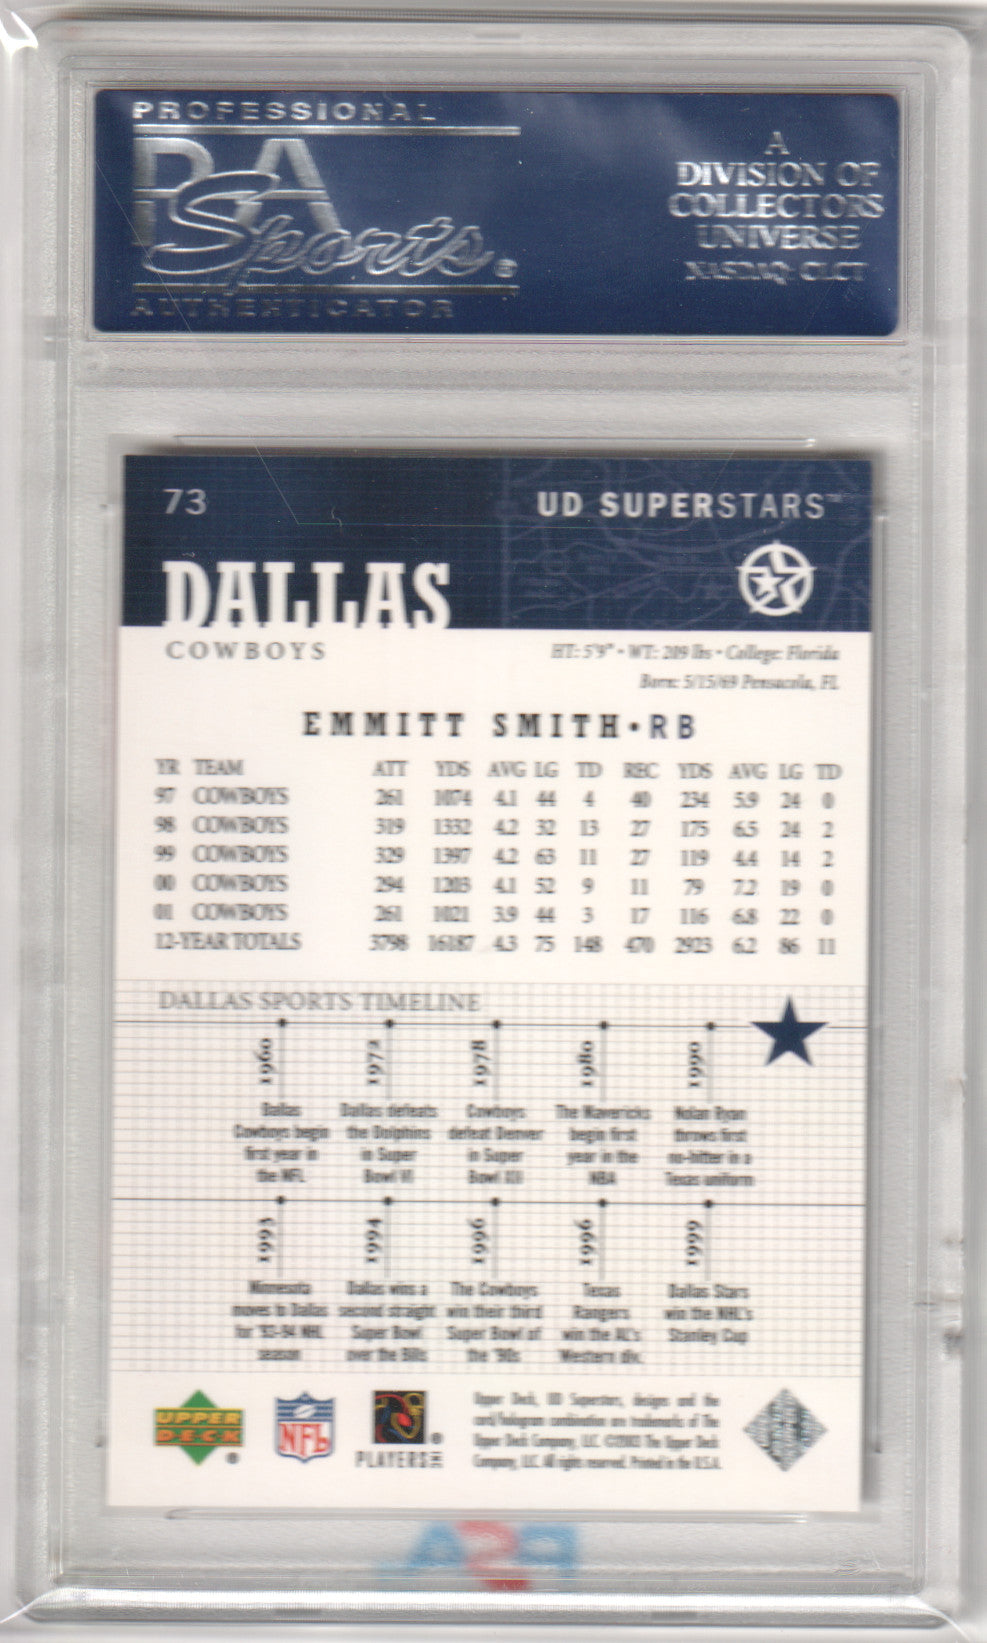 PROFESSIONAL
PSA
Sports®
AUTHENTICATOR
A
DIVISION OF
COLLECTORS
UNIVERSE
NASDAQ: CLCT
73
UD SUPERSTARS™
DALLAS
COWBOYS
HT: 5'9" • WT: 209 lbs • College: Florida
Born: 5/15/69 Pensacola, FL
EMMITT SMITH • RB
YR TEAM ATT YDS AVG LG TD REC YDS AVG LG TD
97 COWBOYS 261 1074 4.1 44 4 40 234 5.9 24 0
98 COWBOYS 319 1332 4.2 32 13 27 175 6.5 24 2
99 COWBOYS 329 1397 4.2 63 11 27 119 4.4 14 2
00 COWBOYS 294 1203 4.1 52 9 11 79 7.2 19 0
01 COWBOYS 261 1021 3.9 44 3 17 116 6.8 22 0
12-YEAR TOTALS 3798 16187 4.3 75 148 470 2923 6.2 86 11
DALLAS SPORTS TIMELINE
1960
Dallas
Cowboys begin
first year in
the NFL
1972
Dallas defeats
the Dolphins
in Super
Bowl VI
1978
Cowboys
defeat Denver
in Super
Bowl XII
1980
The Mavericks
begin first
year in the
NBA
1990
Nolan Ryan
throws first
no-hitter in a
Texas uniform
1993
Minnesota
moves to Dallas
for '93-94 NHL
season
1994
Dallas wins a
second straight
Super Bowl
over the Bills
1996
The Cowboys
win their third
Super Bowl of
the '90s
1996
Texas
Rangers
win the AL's
Western div.
1999
Dallas Stars
win the NHL's
Stanley Cup
UPPER
DECK
®
NFL
PLAYERS INC
®
Upper Deck, UD Superstars, designs and the
card/hologram combination are trademarks of The
Upper Deck Company, LLC. ©2002 The Upper Deck
Company, LLC. All rights reserved. Printed in the U.S.A.
PSA